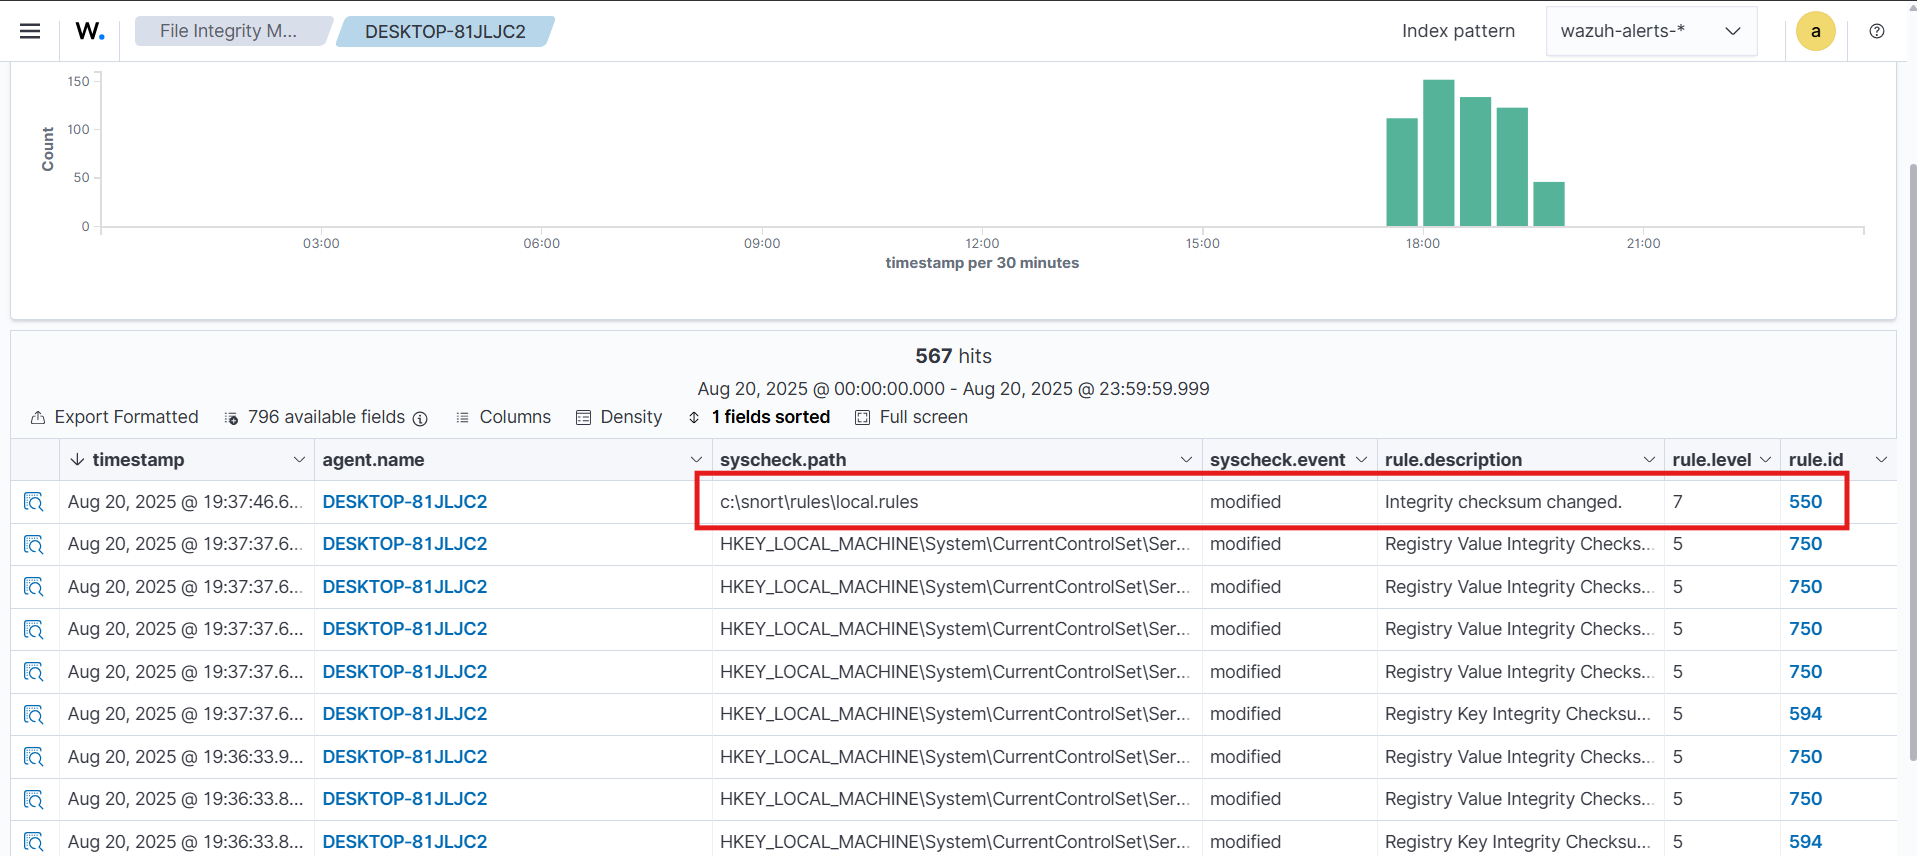 W.
File Integrity M...
DESKTOP-81JLJC2
Index pattern
wazuh-alerts-*
a
150
100
50
0
Count
03:00 06:00 09:00 12:00 15:00 18:00 21:00
timestamp per 30 minutes
567 hits
Aug 20, 2025 @ 00:00:00.000 - Aug 20, 2025 @ 23:59:59.999
Export Formatted 796 available fields Columns Density 1 fields sorted Full screen
timestamp agent.name syscheck.path syscheck.event rule.description rule.level rule.id
Aug 20, 2025 @ 19:37:46.6... DESKTOP-81JLJC2 c:\snort\rules\local.rules modified Integrity checksum changed. 7 550
Aug 20, 2025 @ 19:37:37.6... DESKTOP-81JLJC2 HKEY_LOCAL_MACHINE\System\CurrentControlSet\Ser... modified Registry Value Integrity Checks... 5 750
Aug 20, 2025 @ 19:37:37.6... DESKTOP-81JLJC2 HKEY_LOCAL_MACHINE\System\CurrentControlSet\Ser... modified Registry Value Integrity Checks... 5 750
Aug 20, 2025 @ 19:37:37.6... DESKTOP-81JLJC2 HKEY_LOCAL_MACHINE\System\CurrentControlSet\Ser... modified Registry Value Integrity Checks... 5 750
Aug 20, 2025 @ 19:37:37.6... DESKTOP-81JLJC2 HKEY_LOCAL_MACHINE\System\CurrentControlSet\Ser... modified Registry Value Integrity Checks... 5 750
Aug 20, 2025 @ 19:37:37.6... DESKTOP-81JLJC2 HKEY_LOCAL_MACHINE\System\CurrentControlSet\Ser... modified Registry Key Integrity Checksu... 5 594
Aug 20, 2025 @ 19:36:33.9... DESKTOP-81JLJC2 HKEY_LOCAL_MACHINE\System\CurrentControlSet\Ser... modified Registry Value Integrity Checks... 5 750
Aug 20, 2025 @ 19:36:33.8... DESKTOP-81JLJC2 HKEY_LOCAL_MACHINE\System\CurrentControlSet\Ser... modified Registry Value Integrity Checks... 5 750
Aug 20, 2025 @ 19:36:33.8... DESKTOP-81JLJC2 HKEY_LOCAL_MACHINE\System\CurrentControlSet\Ser... modified Registry Key Integrity Checksu... 5 594